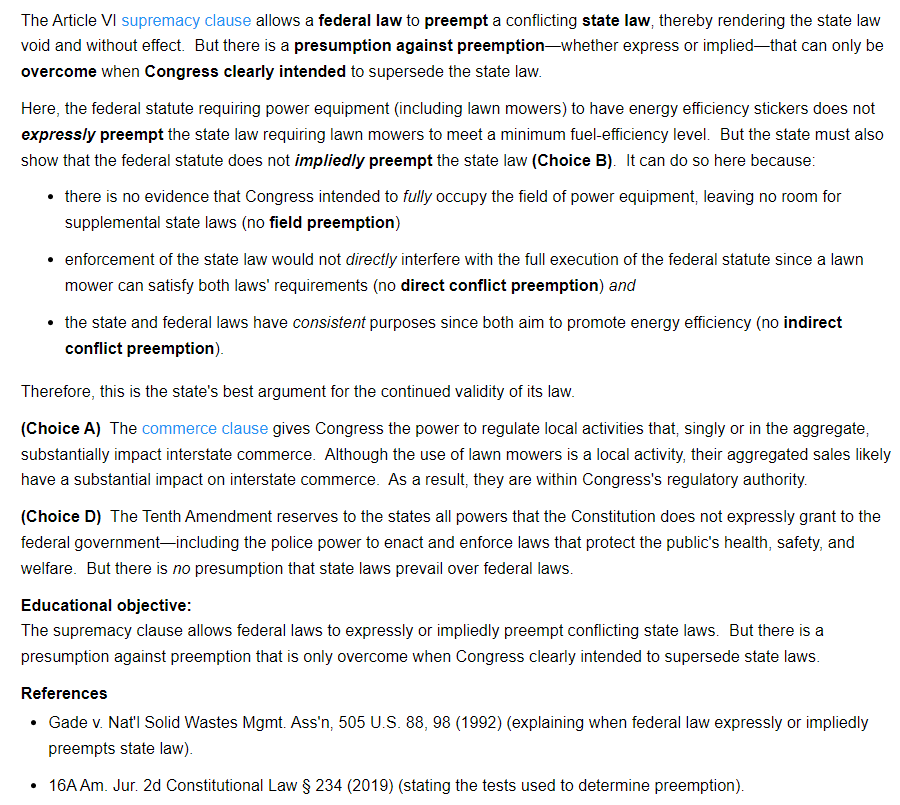 The Article VI supremacy clause allows a federal law to preempt a conflicting state law, thereby rendering the state law
void and without effect.  But there is a presumption against preemption—whether express or implied—that can only be
overcome when Congress clearly intended to supersede the state law.
Here, the federal statute requiring power equipment (including lawn mowers) to have energy efficiency stickers does not
expressly preempt the state law requiring lawn mowers to meet a minimum fuel-efficiency level.  But the state must also
show that the federal statute does not impliedly preempt the state law (Choice B).  It can do so here because:
• there is no evidence that Congress intended to fully occupy the field of power equipment, leaving no room for
supplemental state laws (no field preemption)
• enforcement of the state law would not directly interfere with the full execution of the federal statute since a lawn
mower can satisfy both laws' requirements (no direct conflict preemption) and
• the state and federal laws have consistent purposes since both aim to promote energy efficiency (no indirect
conflict preemption).
Therefore, this is the state's best argument for the continued validity of its law.
(Choice A)  The commerce clause gives Congress the power to regulate local activities that, singly or in the aggregate,
substantially impact interstate commerce.  Although the use of lawn mowers is a local activity, their aggregated sales likely
have a substantial impact on interstate commerce.  As a result, they are within Congress's regulatory authority.
(Choice D)  The Tenth Amendment reserves to the states all powers that the Constitution does not expressly grant to the
federal government—including the police power to enact and enforce laws that protect the public's health, safety, and
welfare.  But there is no presumption that state laws prevail over federal laws.
Educational objective:
The supremacy clause allows federal laws to expressly or impliedly preempt conflicting state laws.  But there is a
presumption against preemption that is only overcome when Congress clearly intended to supersede state laws.
References
• Gade v. Nat'l Solid Wastes Mgmt. Ass'n, 505 U.S. 88, 98 (1992) (explaining when federal law expressly or impliedly
preempts state law).
• 16A Am. Jur. 2d Constitutional Law § 234 (2019) (stating the tests used to determine preemption).